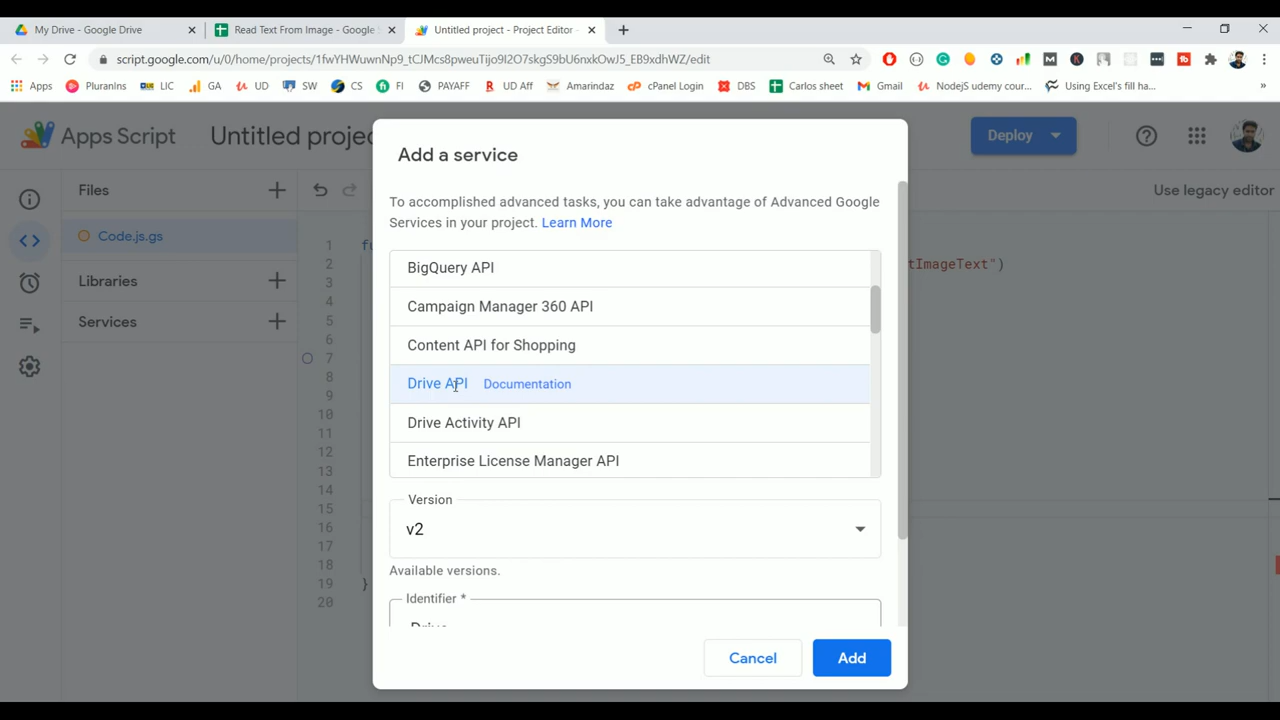 My Drive - Google Drive
Read Text From Image - Google
Untitled project - Project Editor -
script.google.com/u/0/home/projects/1fwYHWuwnNp9_tCIMcs8pweuTijo9I2O7skgS9bU6nxkOwJ5_EB9xdhWZ/edit
Apps
PluranIns
LIC
GA
UD
SW
CS
FI
PAYAFF
UD Aff
Amarindaz
cPanel Login
DBS
Carlos sheet
Gmail
NodejS udemy cour...
Using Excel's fill ha...
Apps Script
Untitled projec
Deploy
Files
Use legacy editor
Code.js.gs
Libraries
Services
1
2
3
4
5
6
7
8
9
10
11
12
13
14
15
16
17
18
19
20
fu
tImageText")
}
Add a service
To accomplished advanced tasks, you can take advantage of Advanced Google
Services in your project. Learn More
BigQuery API
Campaign Manager 360 API
Content API for Shopping
Drive API Documentation
Drive Activity API
Enterprise License Manager API
Version
v2
Available versions.
Identifier *
Drive
Cancel
Add